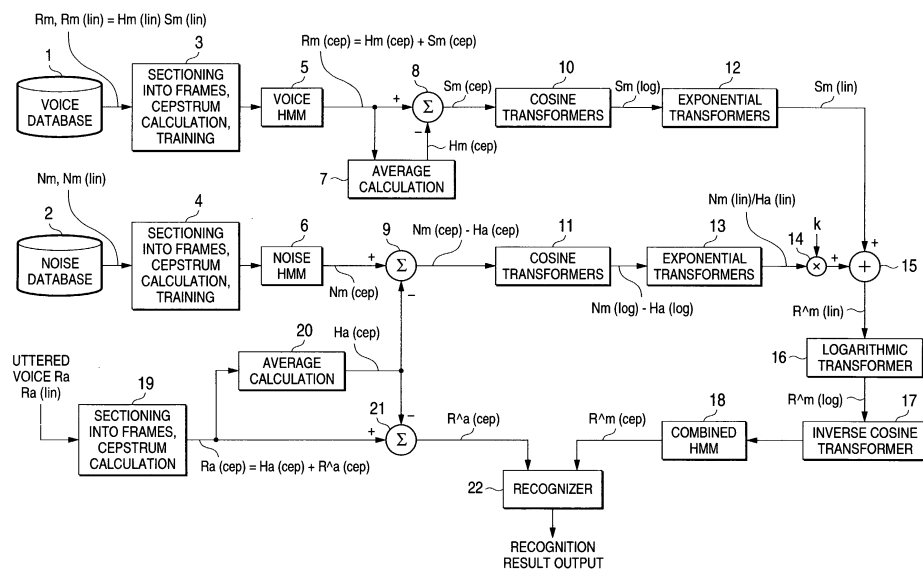 Rm, Rm (lin) = Hm (lin) Sm (lin)
1
VOICE
DATABASE
3
SECTIONING
INTO FRAMES,
CEPSTRUM
CALCULATION,
TRAINING
5
VOICE
HMM
Rm (cep) = Hm (cep) + Sm (cep)
8
+
Σ
−
Sm (cep)
Hm (cep)
7
AVERAGE
CALCULATION
10
COSINE
TRANSFORMERS
Sm (log)
12
EXPONENTIAL
TRANSFORMERS
Sm (lin)
Nm, Nm (lin)
2
NOISE
DATABASE
4
SECTIONING
INTO FRAMES,
CEPSTRUM
CALCULATION,
TRAINING
6
NOISE
HMM
Nm (cep)
9
+
Σ
−
Nm (cep) - Ha (cep)
11
COSINE
TRANSFORMERS
Nm (log) - Ha (log)
13
EXPONENTIAL
TRANSFORMERS
Nm (lin)/Ha (lin)
14
k
×
+
+
+
15
R^m (lin)
UTTERED
VOICE Ra
Ra (lin)
19
SECTIONING
INTO FRAMES,
CEPSTRUM
CALCULATION
Ra (cep) = Ha (cep) + R^a (cep)
20
AVERAGE
CALCULATION
Ha (cep)
21
−
+
Σ
R^a (cep)
16
LOGARITHMIC
TRANSFORMER
R^m (log)
17
INVERSE COSINE
TRANSFORMER
18
COMBINED
HMM
R^m (cep)
22
RECOGNIZER
RECOGNITION
RESULT OUTPUT